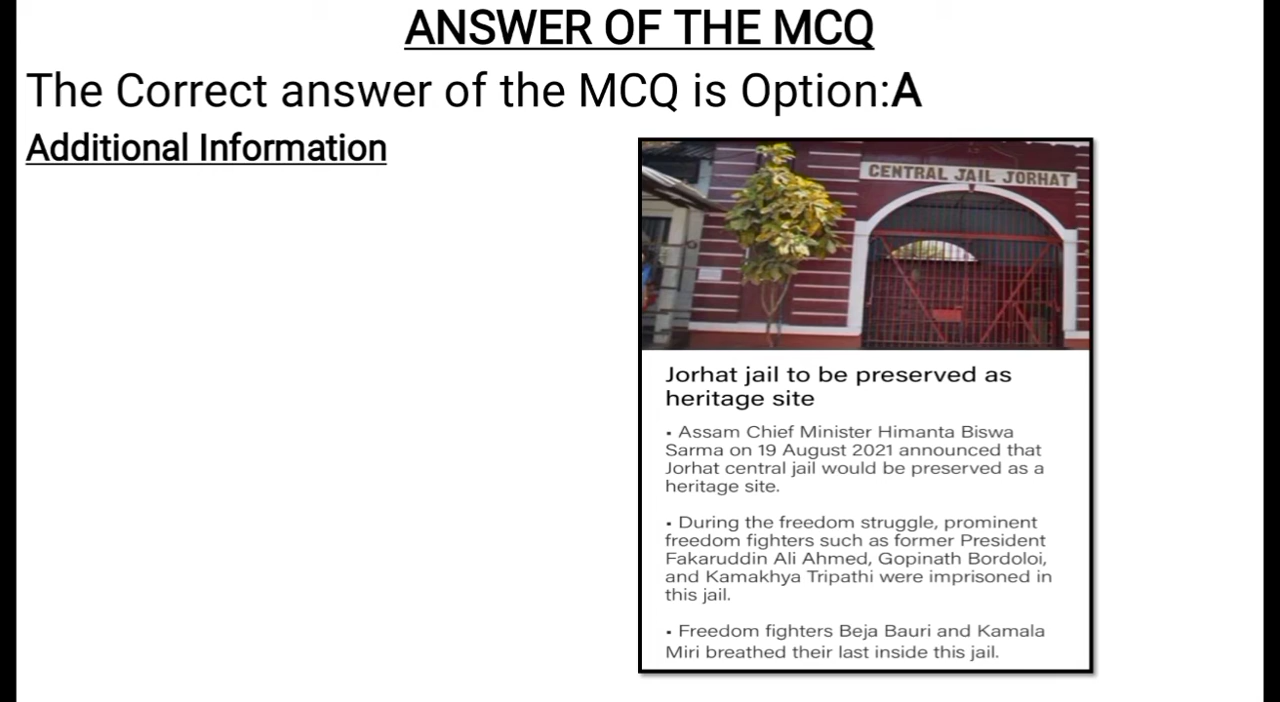 ANSWER OF THE MCQ
The Correct answer of the MCQ is Option:A
Additional Information
CENTRAL JAIL JORHAT
Jorhat jail to be preserved as
heritage site
• Assam Chief Minister Himanta Biswa
Sarma on 19 August 2021 announced that
Jorhat central jail would be preserved as a
heritage site.
• During the freedom struggle, prominent
freedom fighters such as former President
Fakaruddin Ali Ahmed, Gopinath Bordoloi,
and Kamakhya Tripathi were imprisoned in
this jail.
• Freedom fighters Beja Bauri and Kamala
Miri breathed their last inside this jail.